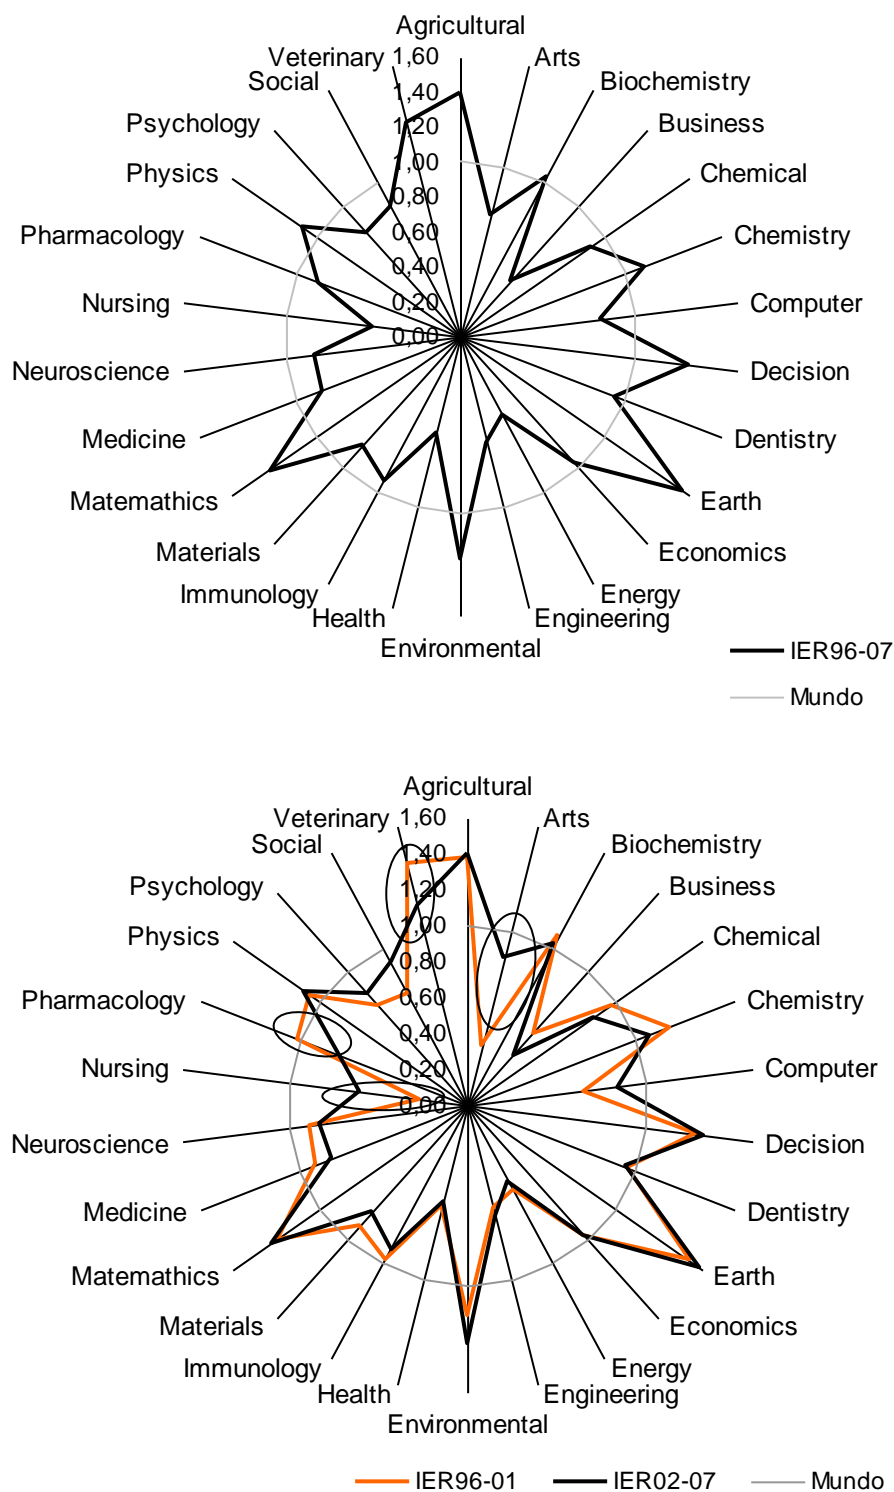 Agricultural
1,60
Veterinary
Arts
Social
1,40
Biochemistry
1,20
Psychology
Business
1,00
Physics
Chemical
0,80
0,60
Pharmacology
Chemistry
0,40
Nursing
Computer
0,20
0,00
Neuroscience
Decision
Medicine
Dentistry
Matemathics
Earth
Materials
Economics
Immunology
Energy
Health
Engineering
Environmental
IER96-07
Mundo
Agricultural
1,60
Veterinary
Arts
Social
1,40
Biochemistry
1,20
Psychology
Business
1,00
Physics
Chemical
0,80
0,60
Pharmacology
Chemistry
0,40
Nursing
Computer
0,20
0,00
Neuroscience
Decision
Medicine
Dentistry
Matemathics
Earth
Materials
Economics
Immunology
Energy
Health
Engineering
Environmental
IER96-01
IER02-07
Mundo